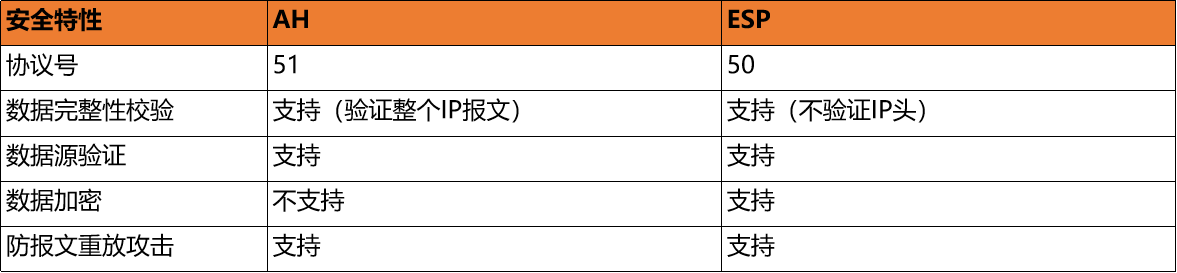 安全特性 AH ESP
协议号 51 50
数据完整性校验 支持（验证整个IP报文） 支持（不验证IP头）
数据源验证 支持 支持
数据加密 不支持 支持
防报文重放攻击 支持 支持